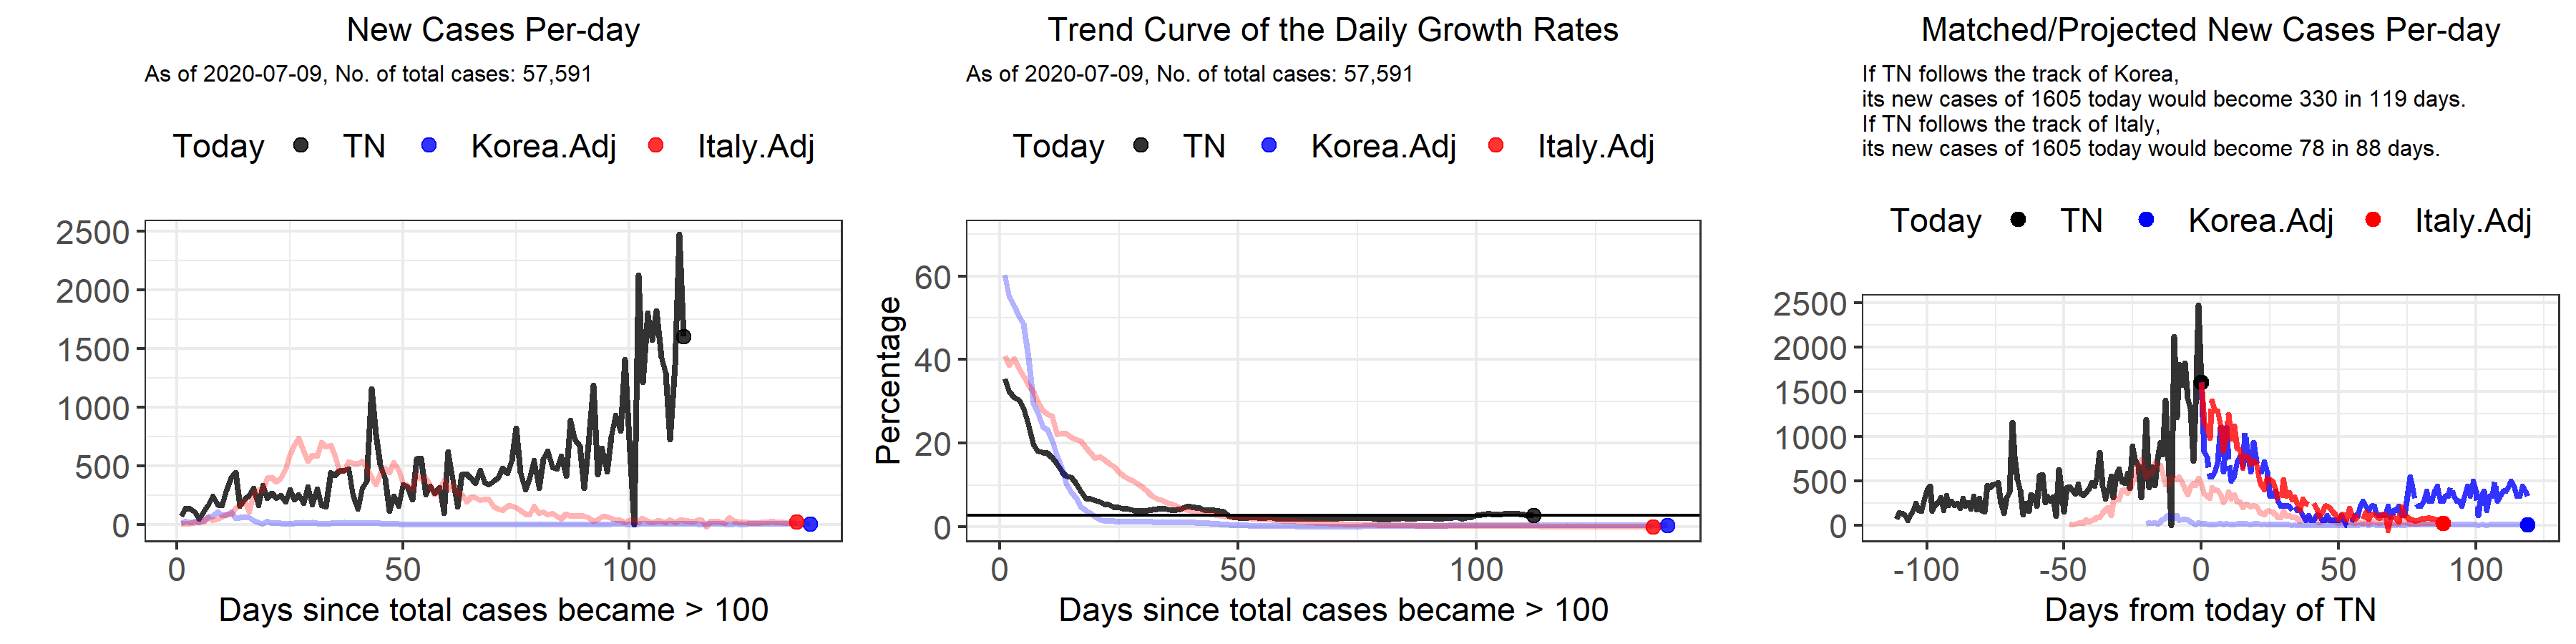 New Cases Per-day
As of 2020-07-09, No. of total cases: 57,591
Today TN Korea.Adj Italy.Adj
2500
2000
1500
1000
500
0
0 50 100
Days since total cases became > 100
Trend Curve of the Daily Growth Rates
As of 2020-07-09, No. of total cases: 57,591
Today TN Korea.Adj Italy.Adj
Percentage
60
40
20
0
0 50 100
Days since total cases became > 100
Matched/Projected New Cases Per-day
If TN follows the track of Korea,
its new cases of 1605 today would become 330 in 119 days.
If TN follows the track of Italy,
its new cases of 1605 today would become 78 in 88 days.
Today TN Korea.Adj Italy.Adj
2500
2000
1500
1000
500
0
-100 -50 0 50 100
Days from today of TN